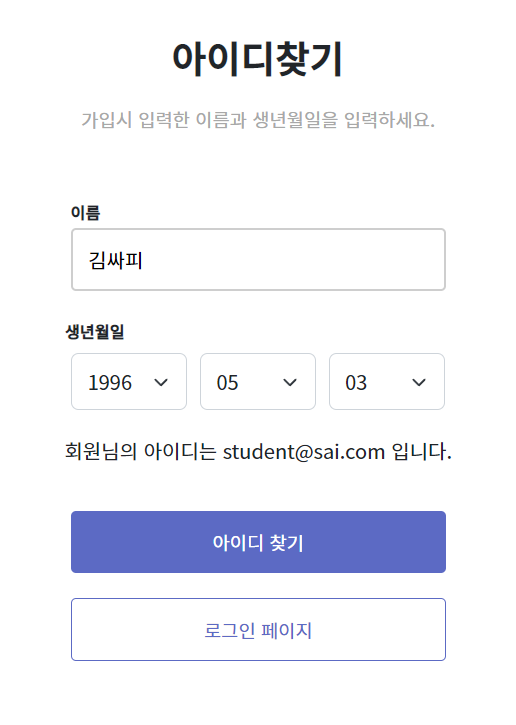 아이디찾기
가입시 입력한 이름과 생년월일을 입력하세요.
이름
김싸피
생년월일
1996 05 03
회원님의 아이디는 student@sai.com 입니다.
아이디 찾기
로그인 페이지